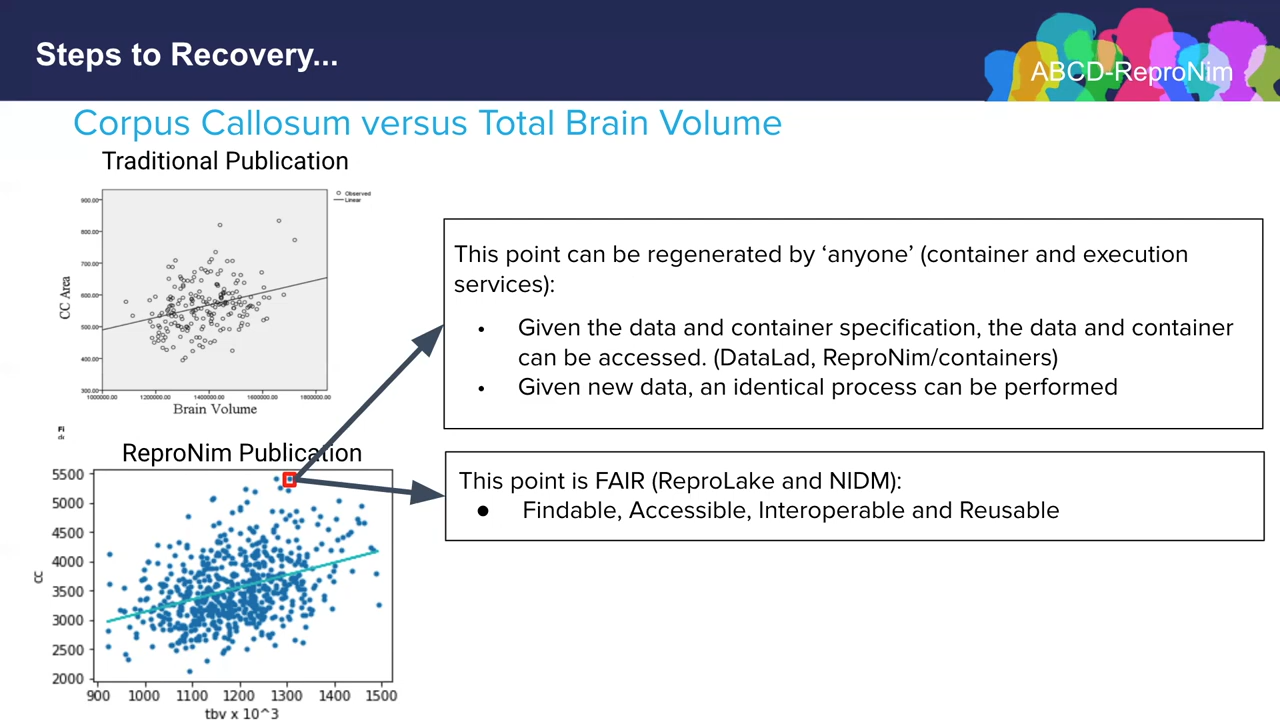 Steps to Recovery...
ABCD-ReproNim
Corpus Callosum versus Total Brain Volume
Traditional Publication
Observed
Linear
900.00
800.00
700.00
600.00
500.00
400.00
300.00
CC Area
1000000.00 1200000.00 1400000.00 1600000.00 1800000.00
Brain Volume
This point can be regenerated by ‘anyone’ (container and execution
services):
• Given the data and container specification, the data and container
can be accessed. (DataLad, ReproNim/containers)
• Given new data, an identical process can be performed
Fi
ReproNim Publication
5500
5000
4500
4000
3500
3000
2500
2000
cc
900 1000 1100 1200 1300 1400 1500
tbv x 10^3
This point is FAIR (ReproLake and NIDM):
● Findable, Accessible, Interoperable and Reusable